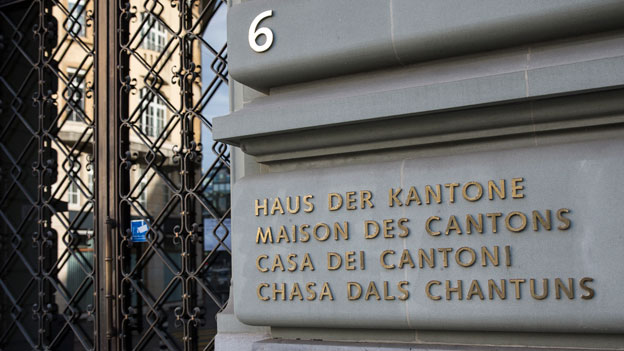 6
HAUS DER KANTONE
MAISON DES CANTONS
CASA DEI CANTONI
CHASA DALS CHANTUNS